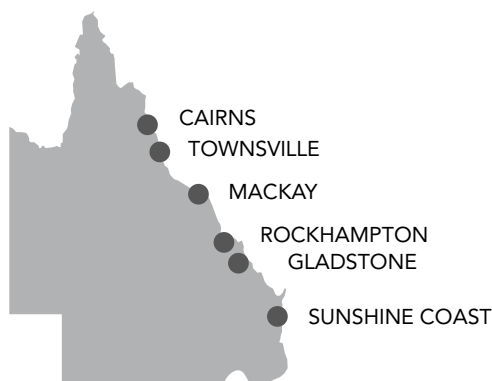 CAIRNS
TOWNSVILLE
MACKAY
ROCKHAMPTON
GLADSTONE
SUNSHINE COAST